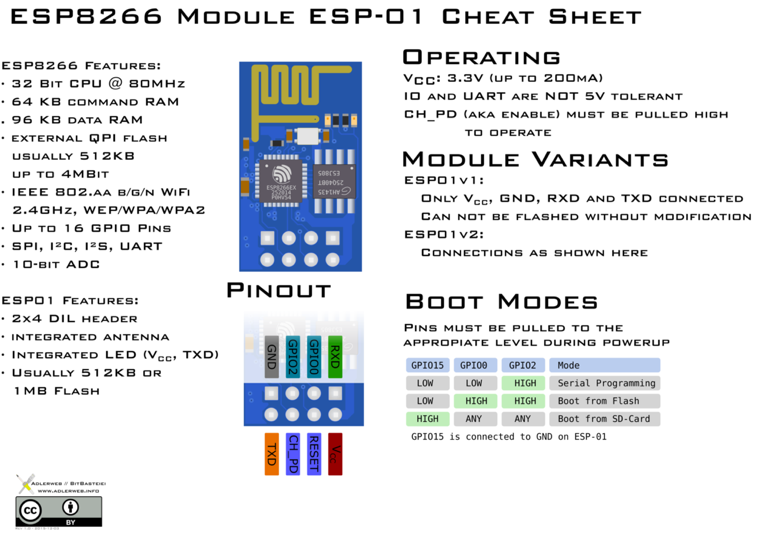 ESP8266 Module ESP-01 Cheat Sheet
ESP8266 Features:
· 32 Bit CPU @ 80MHz
· 64 KB command RAM
. 96 KB data RAM
· external QPI flash
usually 512KB
up to 4MBit
· IEEE 802.aa b/g/n WiFi
2.4GHz, WEP/WPA/WPA2
· Up to 16 GPIO Pins
· SPI, I²C, I²S, UART
· 10-bit ADC
ESP01 Features:
· 2x4 DIL header
· integrated antenna
· Integrated LED (Vcc, TXD)
· Usually 512KB or
1MB Flash
ESP8266EX
252014
P0HV54
AH1435
25Q40BT
E5J805
Pinout
GND
GPIO2
GPIO0
RXD
TXD
CH_PD
RESET
Vcc
Operating
Vcc: 3.3V (up to 200mA)
IO and UART are NOT 5V tolerant
CH_PD (aka enable) must be pulled high
to operate
Module Variants
ESP01v1:
Only Vcc, GND, RXD and TXD connected
Can not be flashed without modification
ESP01v2:
Connections as shown here
Boot Modes
Pins must be pulled to the
appropiate level during powerup
GPIO15 GPIO0 GPIO2 Mode
LOW LOW HIGH Serial Programming
LOW HIGH HIGH Boot from Flash
HIGH ANY ANY Boot from SD-Card
GPIO15 is connected to GND on ESP-01
Adlerweb // BitBastelei
www.adlerweb.info
cc
BY